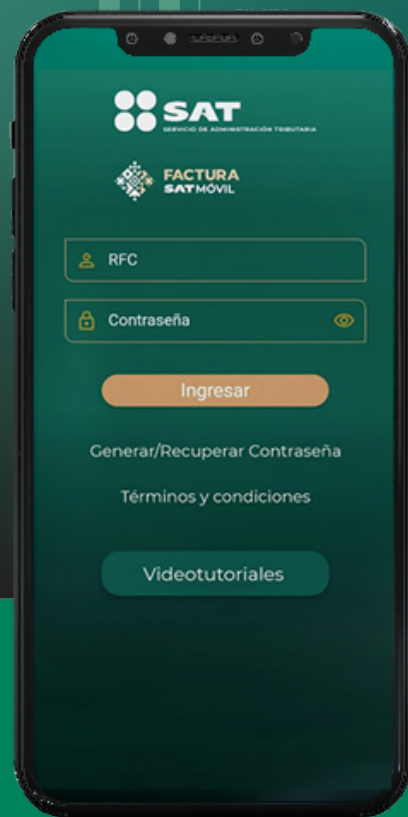 SAT
SERVICIO DE ADMINISTRACIÓN TRIBUTARIA
FACTURA
SAT MÓVIL
RFC
Contraseña
Ingresar
Generar/Recuperar Contraseña
Términos y condiciones
Videotutoriales